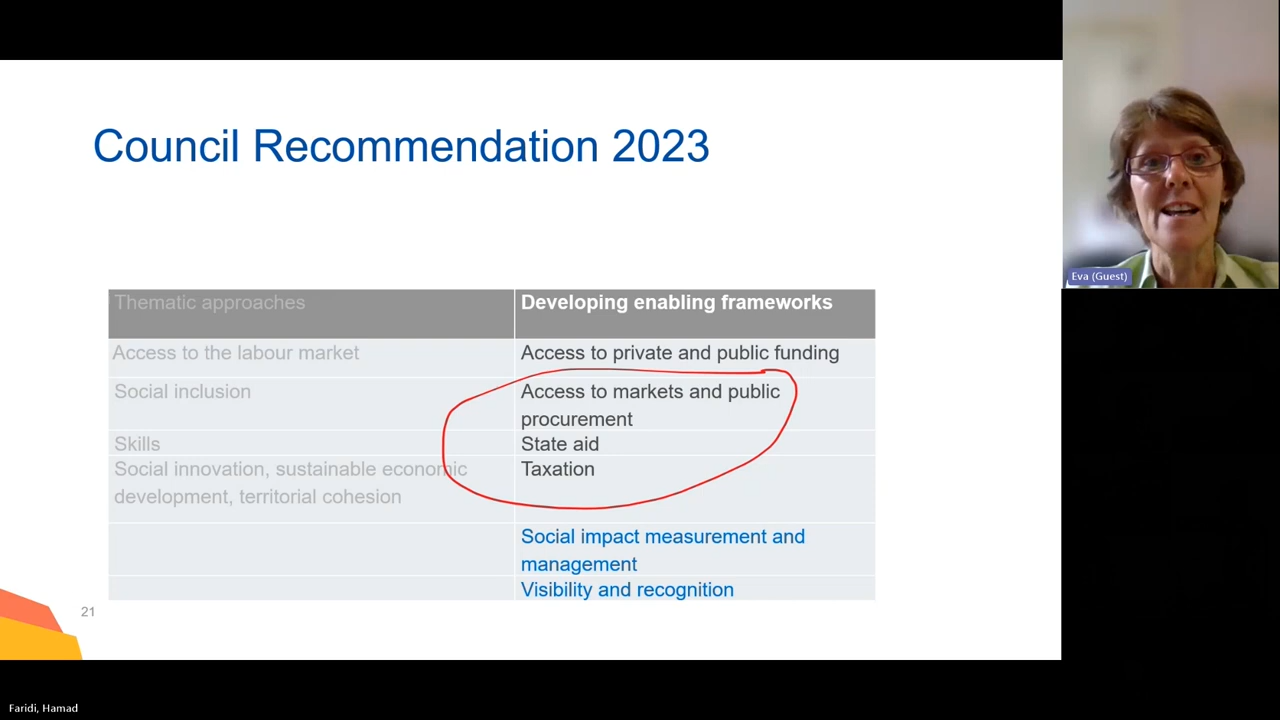 Council Recommendation 2023
Eva (Guest)
Thematic approaches
Developing enabling frameworks
Access to the labour market
Access to private and public funding
Social inclusion
Access to markets and public
procurement
Skills
State aid
Social innovation, sustainable economic
development, territorial cohesion
Taxation
Social impact measurement and
management
Visibility and recognition
21
Faridi, Hamad